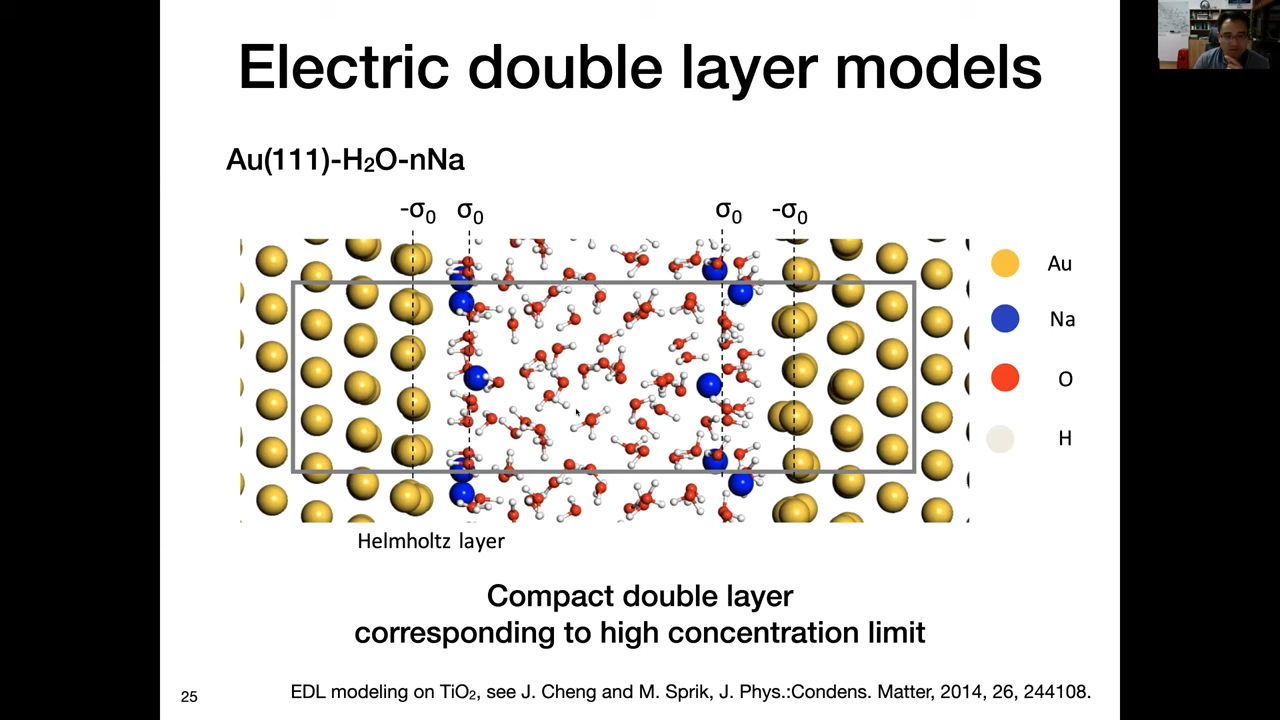 Electric double layer models
Au(111)-H₂O-nNa
-σ₀ σ₀ σ₀ -σ₀
Au
Na
O
H
Helmholtz layer
Compact double layer
corresponding to high concentration limit
25 EDL modeling on TiO₂, see J. Cheng and M. Sprik, J. Phys.:Condens. Matter, 2014, 26, 244108.